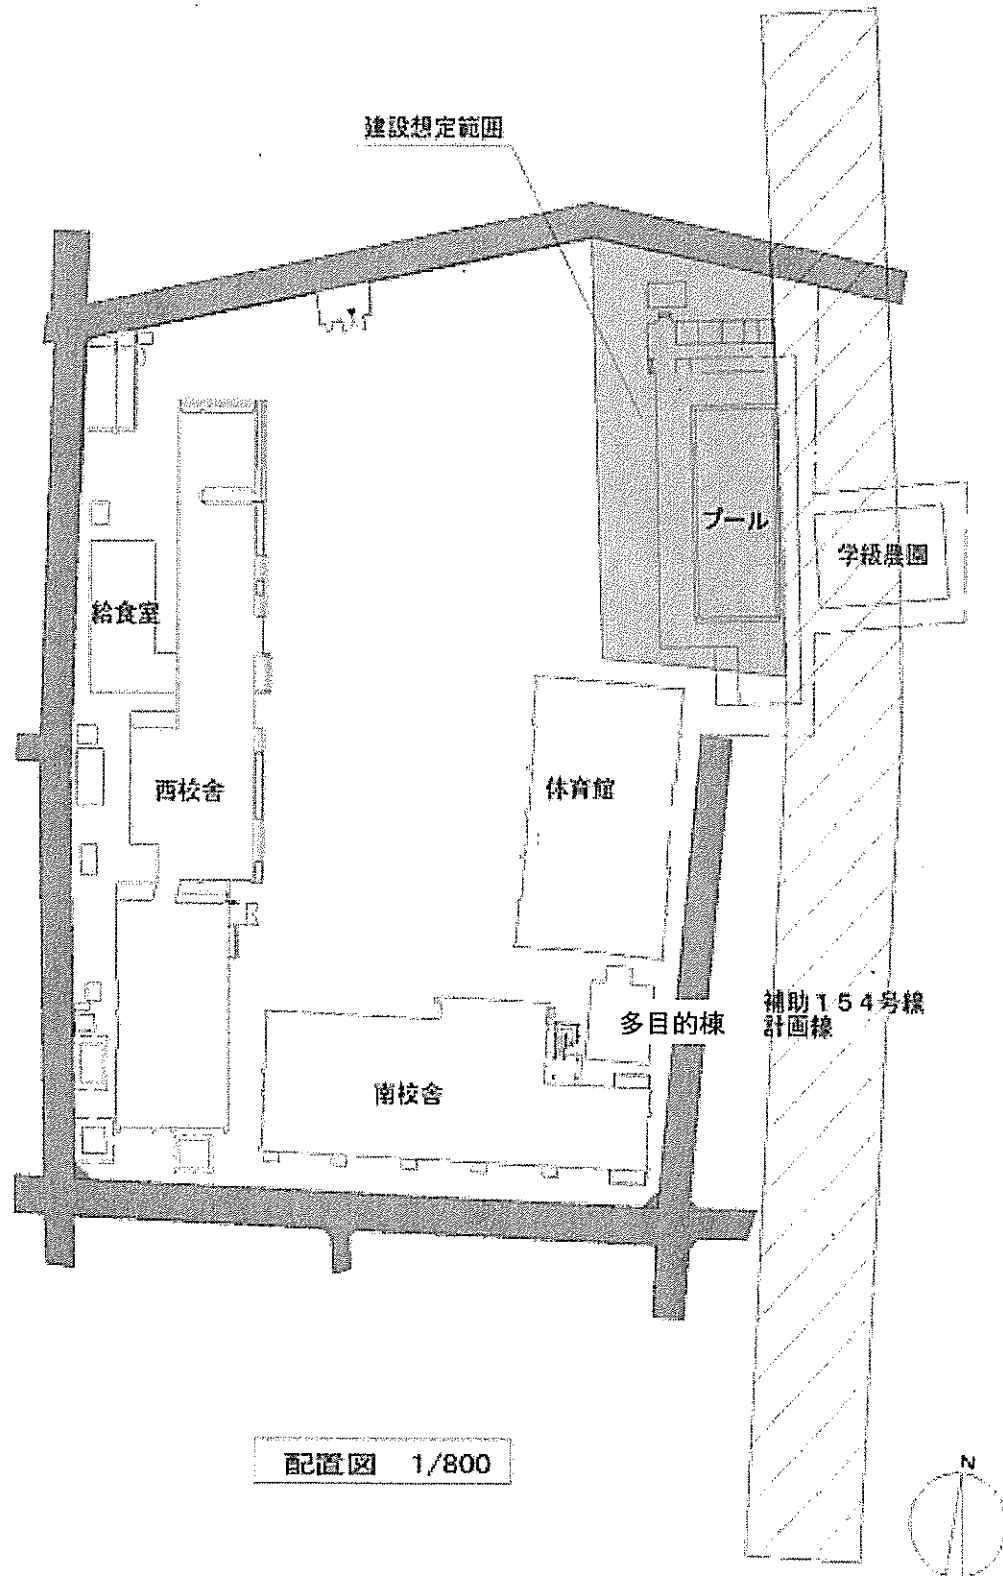 建設想定範囲
プール
学級農園
給食室
西校舎
体育館
多目的棟
補助154号線
計画線
南校舎
配置図 1/800
N